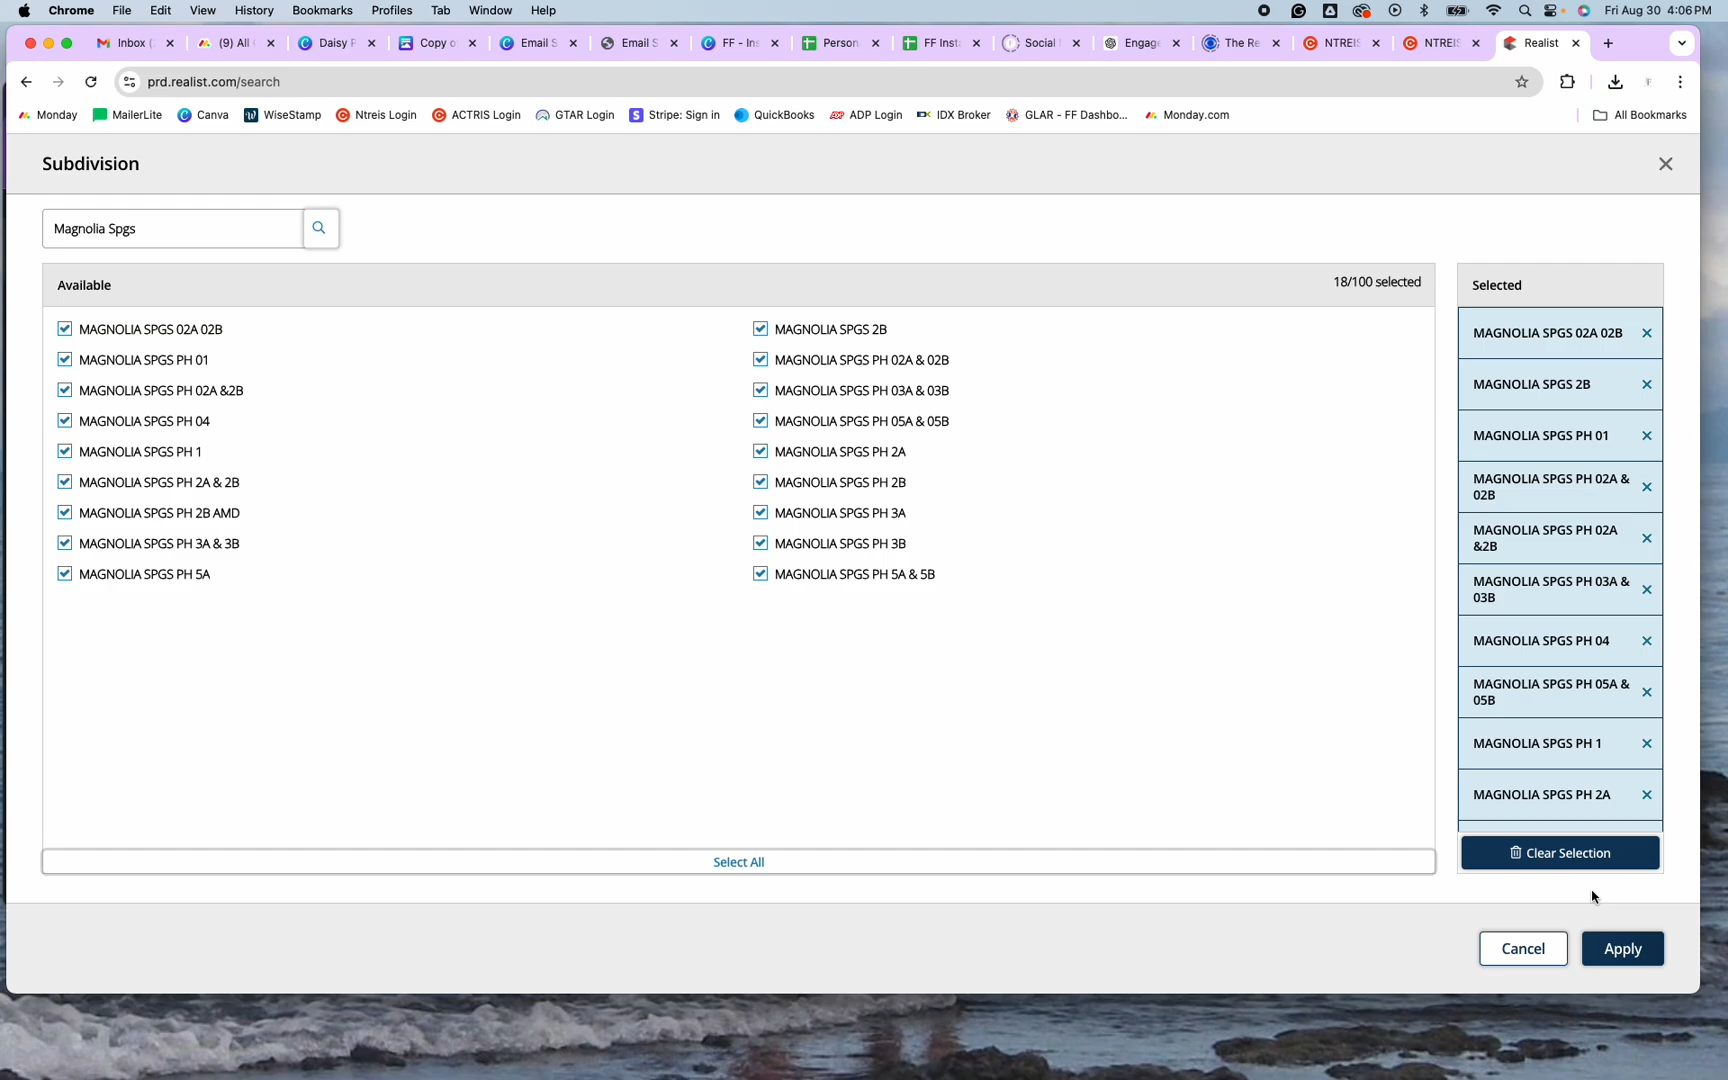 Chrome File Edit View History Bookmarks Profiles Tab Window Help Fri Aug 30 4:06 PM
Inbox ( (9) All Daisy P Copy o Email S Email S FF - Ins Person FF Inst Social Engag The Re NTREIS NTREIS Realist
prd.realist.com/search
Monday MailerLite Canva WiseStamp Ntreis Login ACTRIS Login GTAR Login Stripe: Sign in QuickBooks ADP Login IDX Broker GLAR - FF Dashbo... Monday.com All Bookmarks
Subdivision
Magnolia Spgs
Available 18/100 selected
MAGNOLIA SPGS 02A 02B MAGNOLIA SPGS 2B
MAGNOLIA SPGS PH 01 MAGNOLIA SPGS PH 02A & 02B
MAGNOLIA SPGS PH 02A &2B MAGNOLIA SPGS PH 03A & 03B
MAGNOLIA SPGS PH 04 MAGNOLIA SPGS PH 05A & 05B
MAGNOLIA SPGS PH 1 MAGNOLIA SPGS PH 2A
MAGNOLIA SPGS PH 2A & 2B MAGNOLIA SPGS PH 2B
MAGNOLIA SPGS PH 2B AMD MAGNOLIA SPGS PH 3A
MAGNOLIA SPGS PH 3A & 3B MAGNOLIA SPGS PH 3B
MAGNOLIA SPGS PH 5A MAGNOLIA SPGS PH 5A & 5B
Select All
Selected
MAGNOLIA SPGS 02A 02B
MAGNOLIA SPGS 2B
MAGNOLIA SPGS PH 01
MAGNOLIA SPGS PH 02A &
02B
MAGNOLIA SPGS PH 02A
&2B
MAGNOLIA SPGS PH 03A &
03B
MAGNOLIA SPGS PH 04
MAGNOLIA SPGS PH 05A &
05B
MAGNOLIA SPGS PH 1
MAGNOLIA SPGS PH 2A
Clear Selection
Cancel Apply